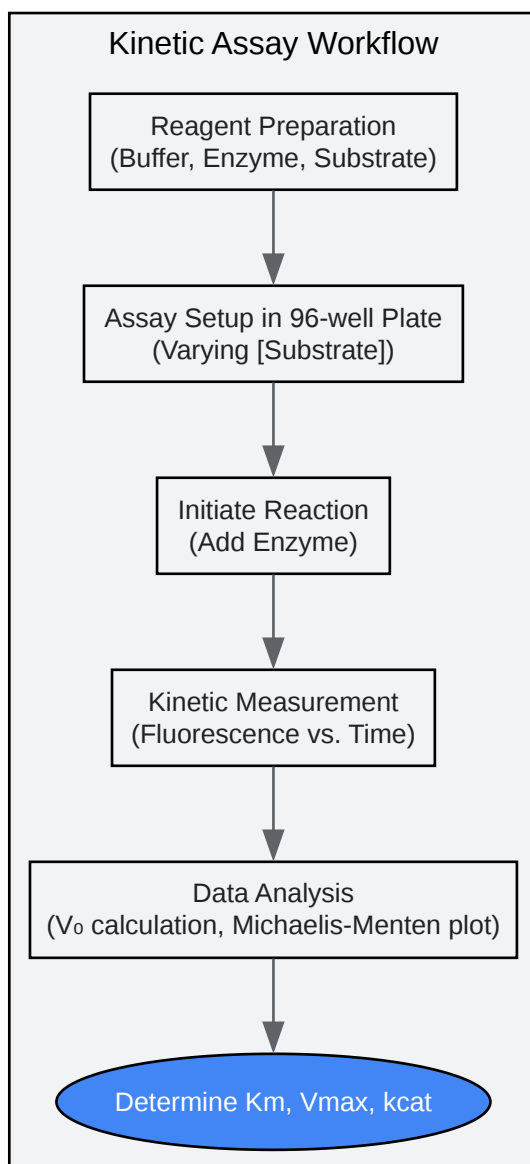 Kinetic Assay Workflow
Reagent Preparation
(Buffer, Enzyme, Substrate)
Assay Setup in 96-well Plate
(Varying [Substrate])
Initiate Reaction
(Add Enzyme)
Kinetic Measurement
(Fluorescence vs. Time)
Data Analysis
(V₀ calculation, Michaelis-Menten plot)
Determine Km, Vmax, kcat